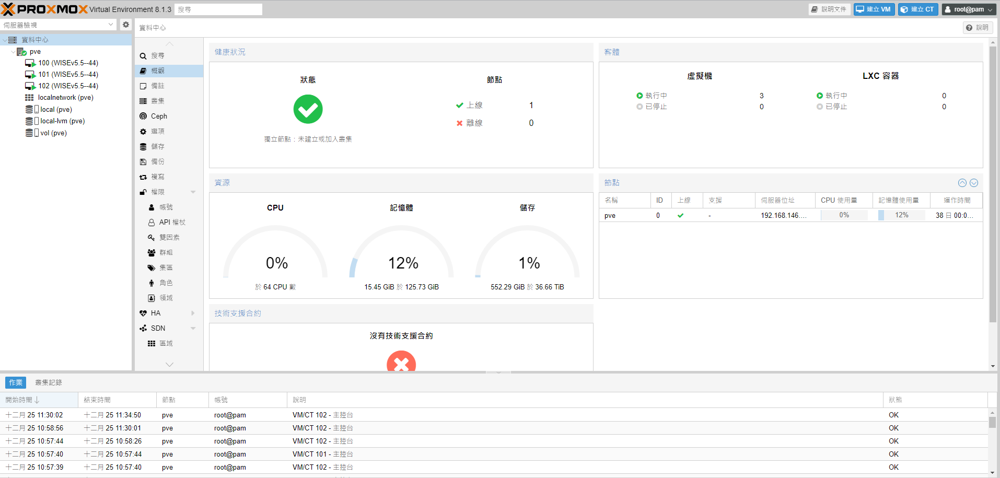 PROXMOX Virtual Environment 8.1.3 搜尋 說明文件 建立 VM 建立 CT root@pam
伺服器檢視
資料中心
pve
100 (WISEv5.5--44)
101 (WISEv5.5--44)
102 (WISEv5.5--44)
localnetwork (pve)
local (pve)
local-lvm (pve)
vol (pve)
資料中心 說明
搜尋
概觀
備註
叢集
Ceph
選項
儲存
備份
複寫
權限
帳號
API 權杖
雙因素
群組
集區
角色
領域
HA
SDN
區域
健康狀況
狀態 節點
上線 1
離線 0
獨立節點：未建立或加入叢集
客體
虛擬機 LXC 容器
執行中 3 執行中 0
已停止 0 已停止 0
資源
CPU 記憶體 儲存
0% 12% 1%
於 64 CPU 數 15.45 GiB 於 125.73 GiB 552.29 GiB 於 36.66 TiB
節點
名稱 ID 上線 支援 伺服器位址 CPU 使用量 記憶體使用量 運作時間
pve 0 - 192.168.146.... 0% 12% 38 日 00:0...
技術支援合約
沒有技術支援合約
作業 叢集記錄
開始時間 結束時間 節點 帳號 說明 狀態
十二月 25 11:30:02 十二月 25 11:34:50 pve root@pam VM/CT 102 - 主控台 OK
十二月 25 10:58:56 十二月 25 11:30:01 pve root@pam VM/CT 102 - 主控台 OK
十二月 25 10:57:44 十二月 25 10:58:26 pve root@pam VM/CT 102 - 主控台 OK
十二月 25 10:57:40 十二月 25 10:57:44 pve root@pam VM/CT 101 - 主控台 OK
十二月 25 10:57:39 十二月 25 10:57:40 pve root@pam VM/CT 102 - 主控台 OK